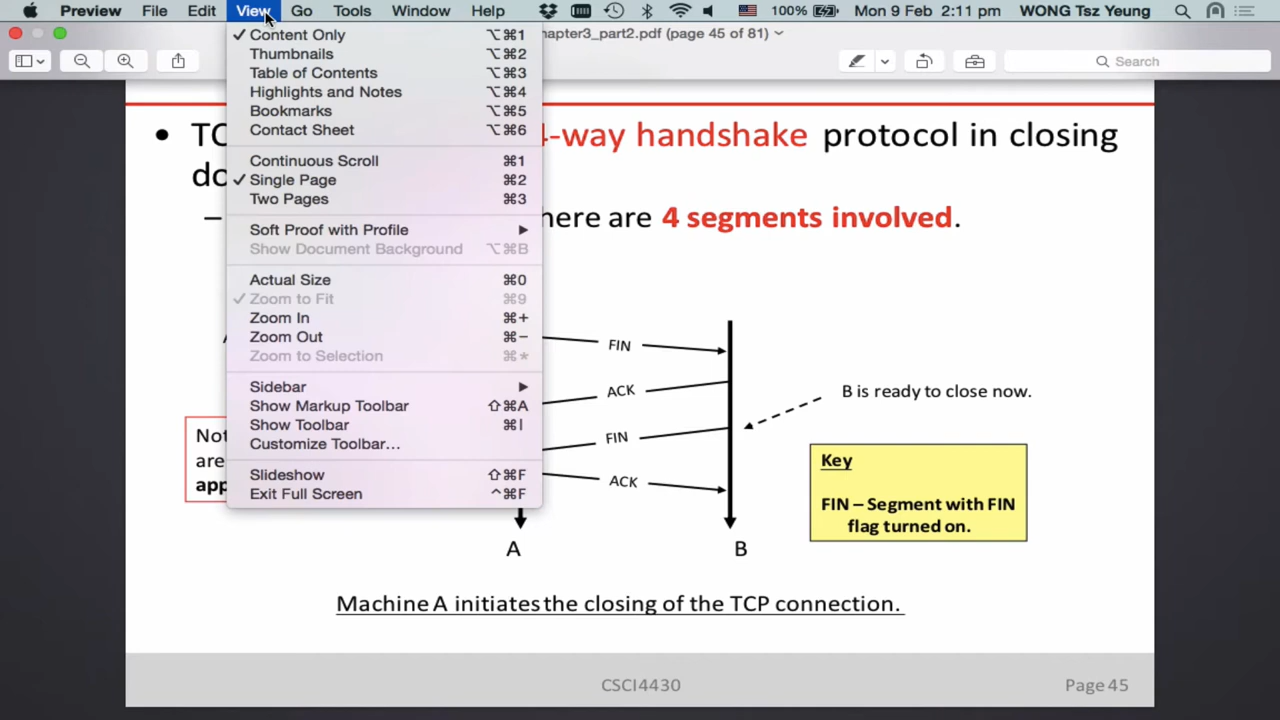 Preview File Edit View Go Tools Window Help 100% Mon 9 Feb 2:11 pm WONG Tsz Yeung
hapter3_part2.pdf (page 45 of 81)
Search
✓ Content Only ⌥⌘1
Thumbnails ⌥⌘2
Table of Contents ⌥⌘3
Highlights and Notes ⌥⌘4
Bookmarks ⌥⌘5
Contact Sheet ⌥⌘6
Continuous Scroll ⌘1
✓ Single Page ⌘2
Two Pages ⌘3
Soft Proof with Profile
Show Document Background ⌥⌘B
Actual Size ⌘0
✓ Zoom to Fit ⌘9
Zoom In ⌘+
Zoom Out ⌘−
Zoom to Selection ⌘*
Sidebar
Show Markup Toolbar ⇧⌘A
Show Toolbar ⌘I
Customize Toolbar…
Slideshow ⇧⌘F
Exit Full Screen ^⌘F
• TC
4-way handshake protocol in closing
do
– here are 4 segments involved.
FIN
ACK
FIN
ACK
B is ready to close now.
Not
are
app
Key
FIN – Segment with FIN
flag turned on.
A
B
Machine A initiates the closing of the TCP connection.
CSCI4430
Page 45